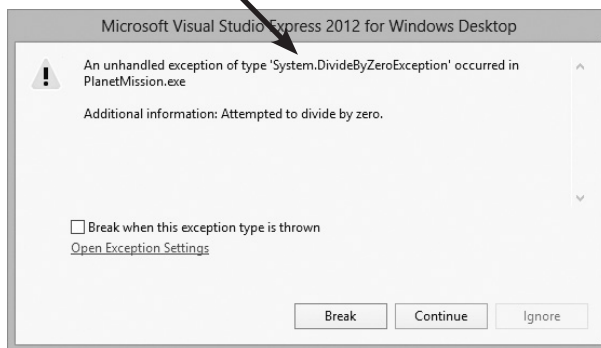 Microsoft Visual Studio Express 2012 for Windows Desktop
An unhandled exception of type 'System.DivideByZeroException' occurred in
PlanetMission.exe
Additional information: Attempted to divide by zero.
Break when this exception type is thrown
Open Exception Settings
Break Continue Ignore